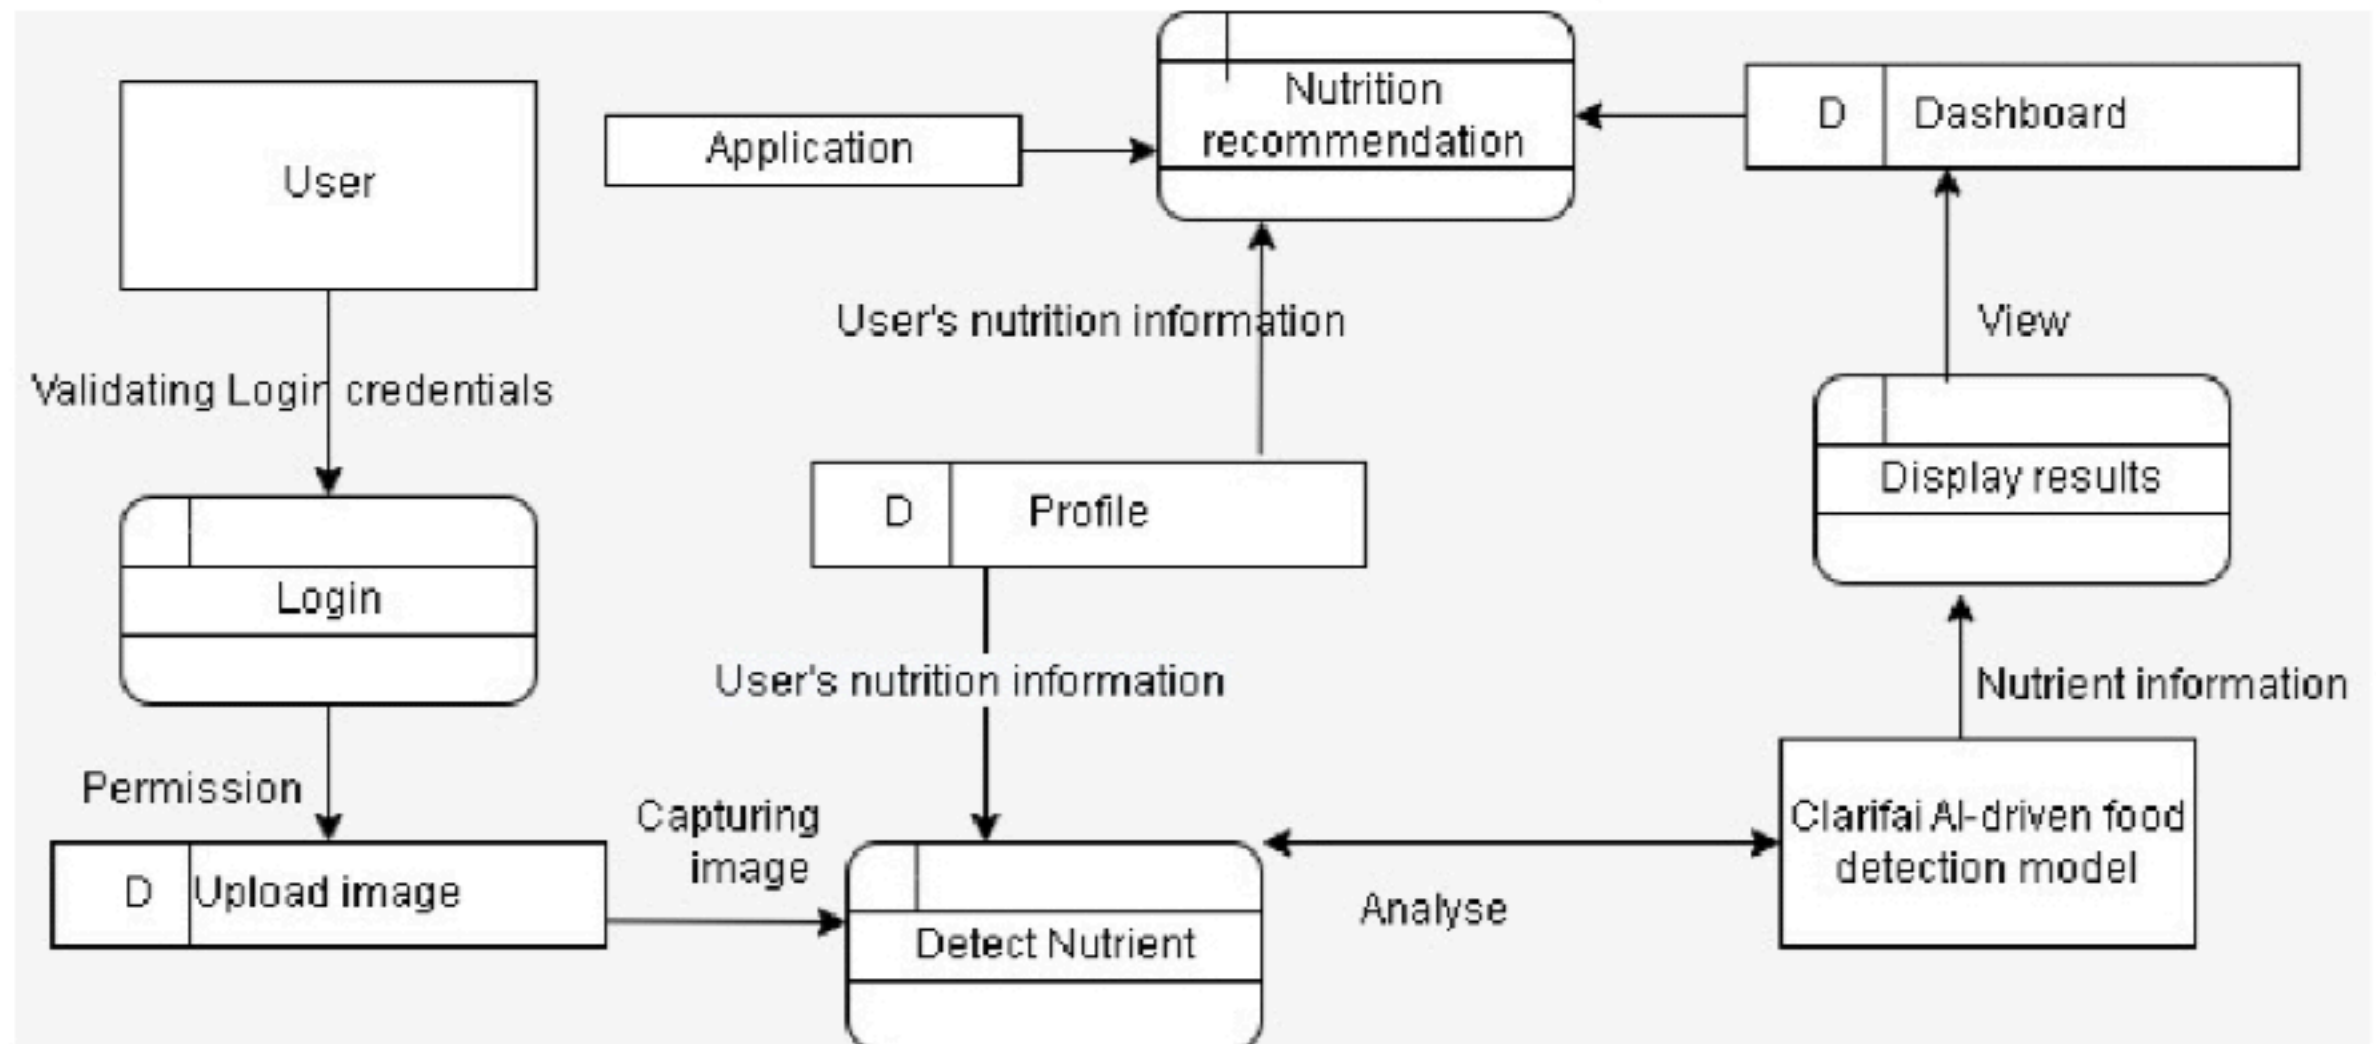 Nutrition
recommendation
D Dashboard
Application
User
User's nutrition information
View
Validating Login credentials
Display results
D Profile
Login
User's nutrition information
Nutrient information
Permission
Capturing
image
Clarifai AI-driven food
detection model
D Upload image
Analyse
Detect Nutrient